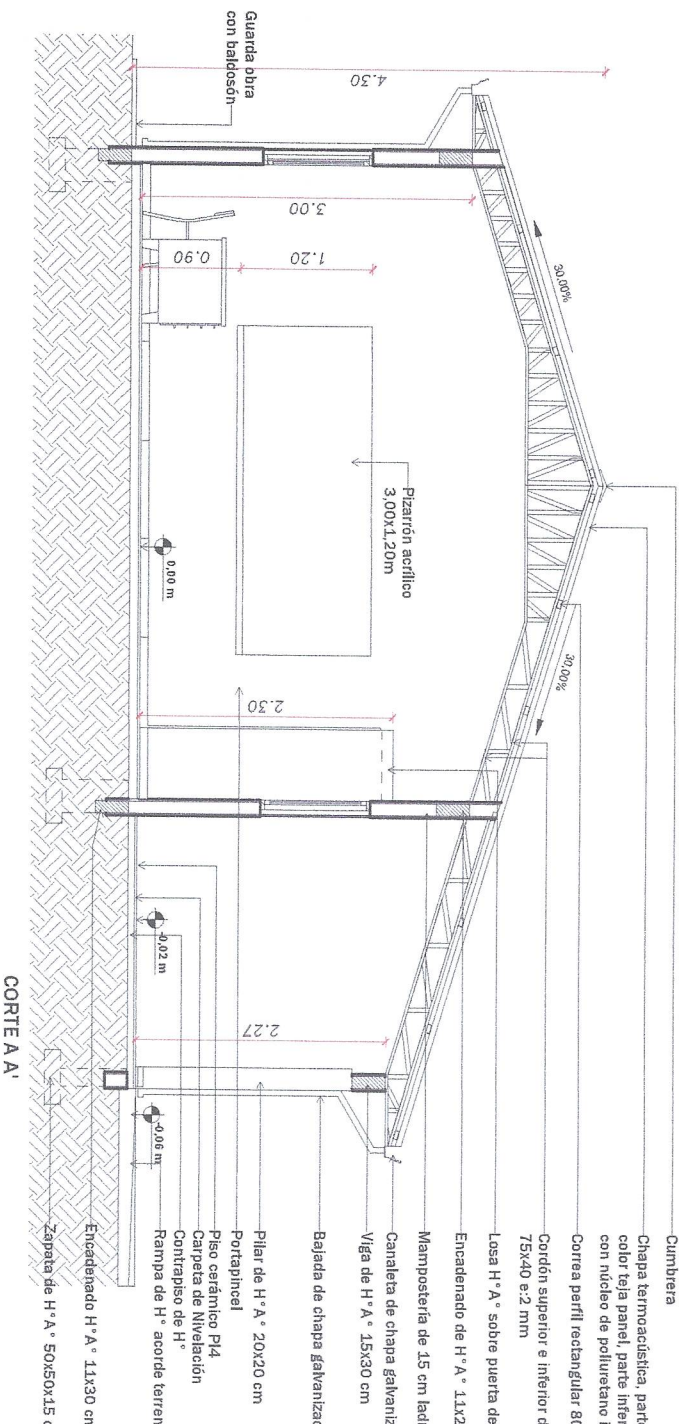 Cumbrera
Chapa termoacústica, part
color teja panel, parte infer
con núcleo de poliuretano i
Correa perfil rectangular 80
Cordón superior e inferior d
75x40 e:2 mm
Losa H°A° sobre puerta de
Encadenado de H°A° 11x2
Mampostería de 15 cm ladr
Canaleta de chapa galvaniz
Viga de H°A° 15x30 cm
Bajada de chapa galvanizad
Pilar de H°A° 20x20 cm
Portapincel
Piso cerámico PI4
Carpeta de Nivelación
Contrapiso de H°
Rampa de H° acorde terren
Encadenado H°A° 11x30 cm
Zapata de H°A° 50x50x15 c
30.00%
30.00%
4.30
3.00
1.20
0.90
Pizarrón acrílico
3,00x1,20m
2.30
2.27
0,00 m
-0,02 m
-0,06 m
Guarda obra
con baldosón
CORTE A A'